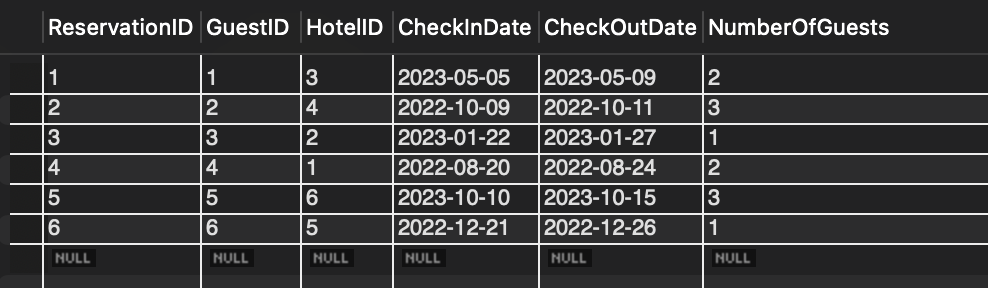 ReservationID GuestID HotelID CheckInDate CheckOutDate NumberOfGuests
1 1 3 2023-05-05 2023-05-09 2
2 2 4 2022-10-09 2022-10-11 3
3 3 2 2023-01-22 2023-01-27 1
4 4 1 2022-08-20 2022-08-24 2
5 5 6 2023-10-10 2023-10-15 3
6 6 5 2022-12-21 2022-12-26 1
NULL NULL NULL NULL NULL NULL